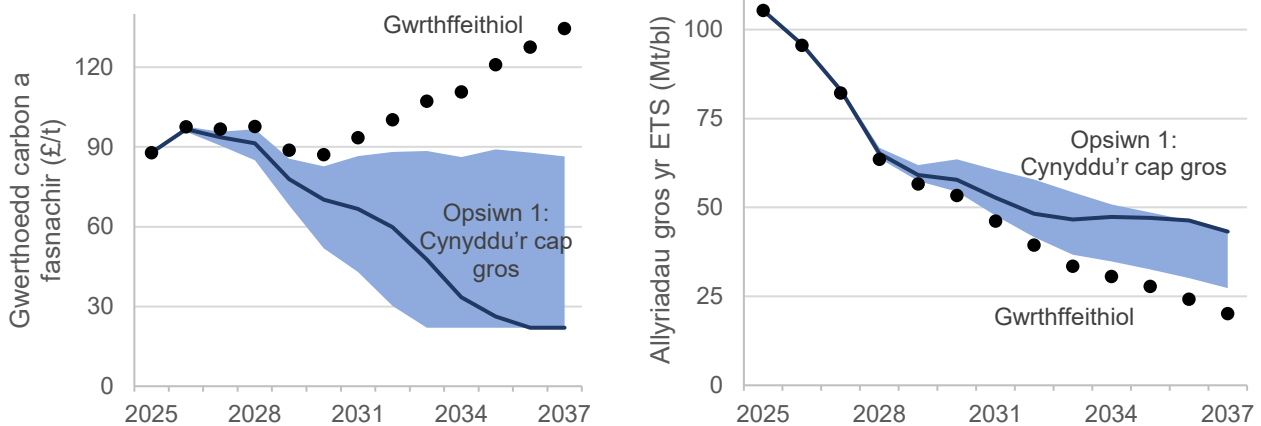 Gwerthoedd carbon a
fasnachir (£/t)
120
90
60
30
0
2025
2028
2031
2034
2037
Gwrthffeithiol
Opsiwn 1:
Cynyddu’r cap
gros
Allyriadau gros yr ETS (Mt/bl)
100
75
50
25
0
2025
2028
2031
2034
2037
Opsiwn 1:
Cynyddu’r cap gros
Gwrthffeithiol